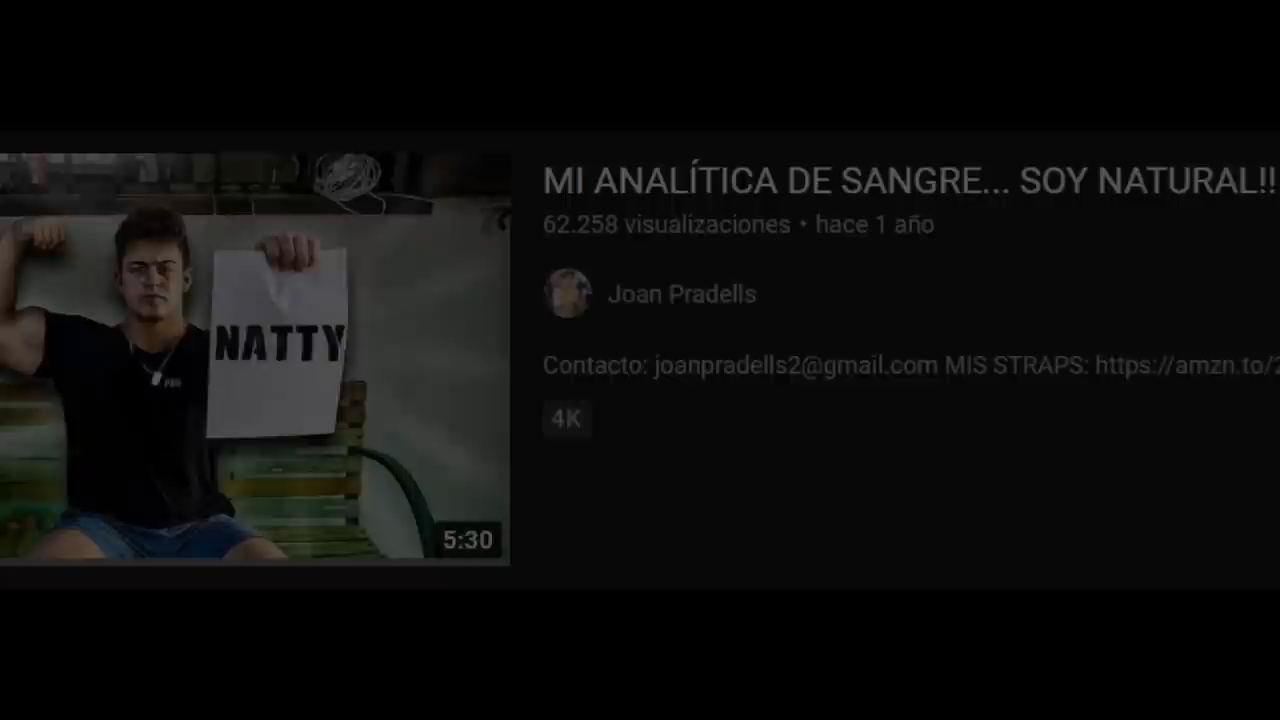 MI ANALÍTICA DE SANGRE... SOY NATURAL!!
62.258 visualizaciones • hace 1 año
Joan Pradells
NATTY
Contacto: joanpradells2@gmail.com MIS STRAPS: https://amzn.to/
4K
5:30